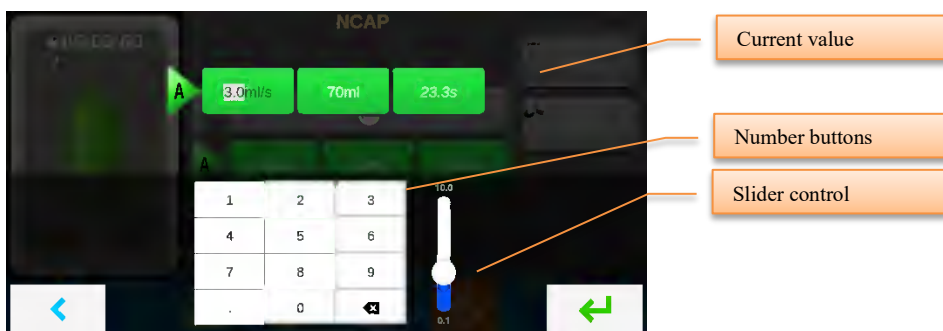 NCAP
Current value
A 3.0ml/s 70ml 23.3s
A
Number buttons
10.0
1 2 3
Slider control
4 5 6
7 8 9
. 0
0.1